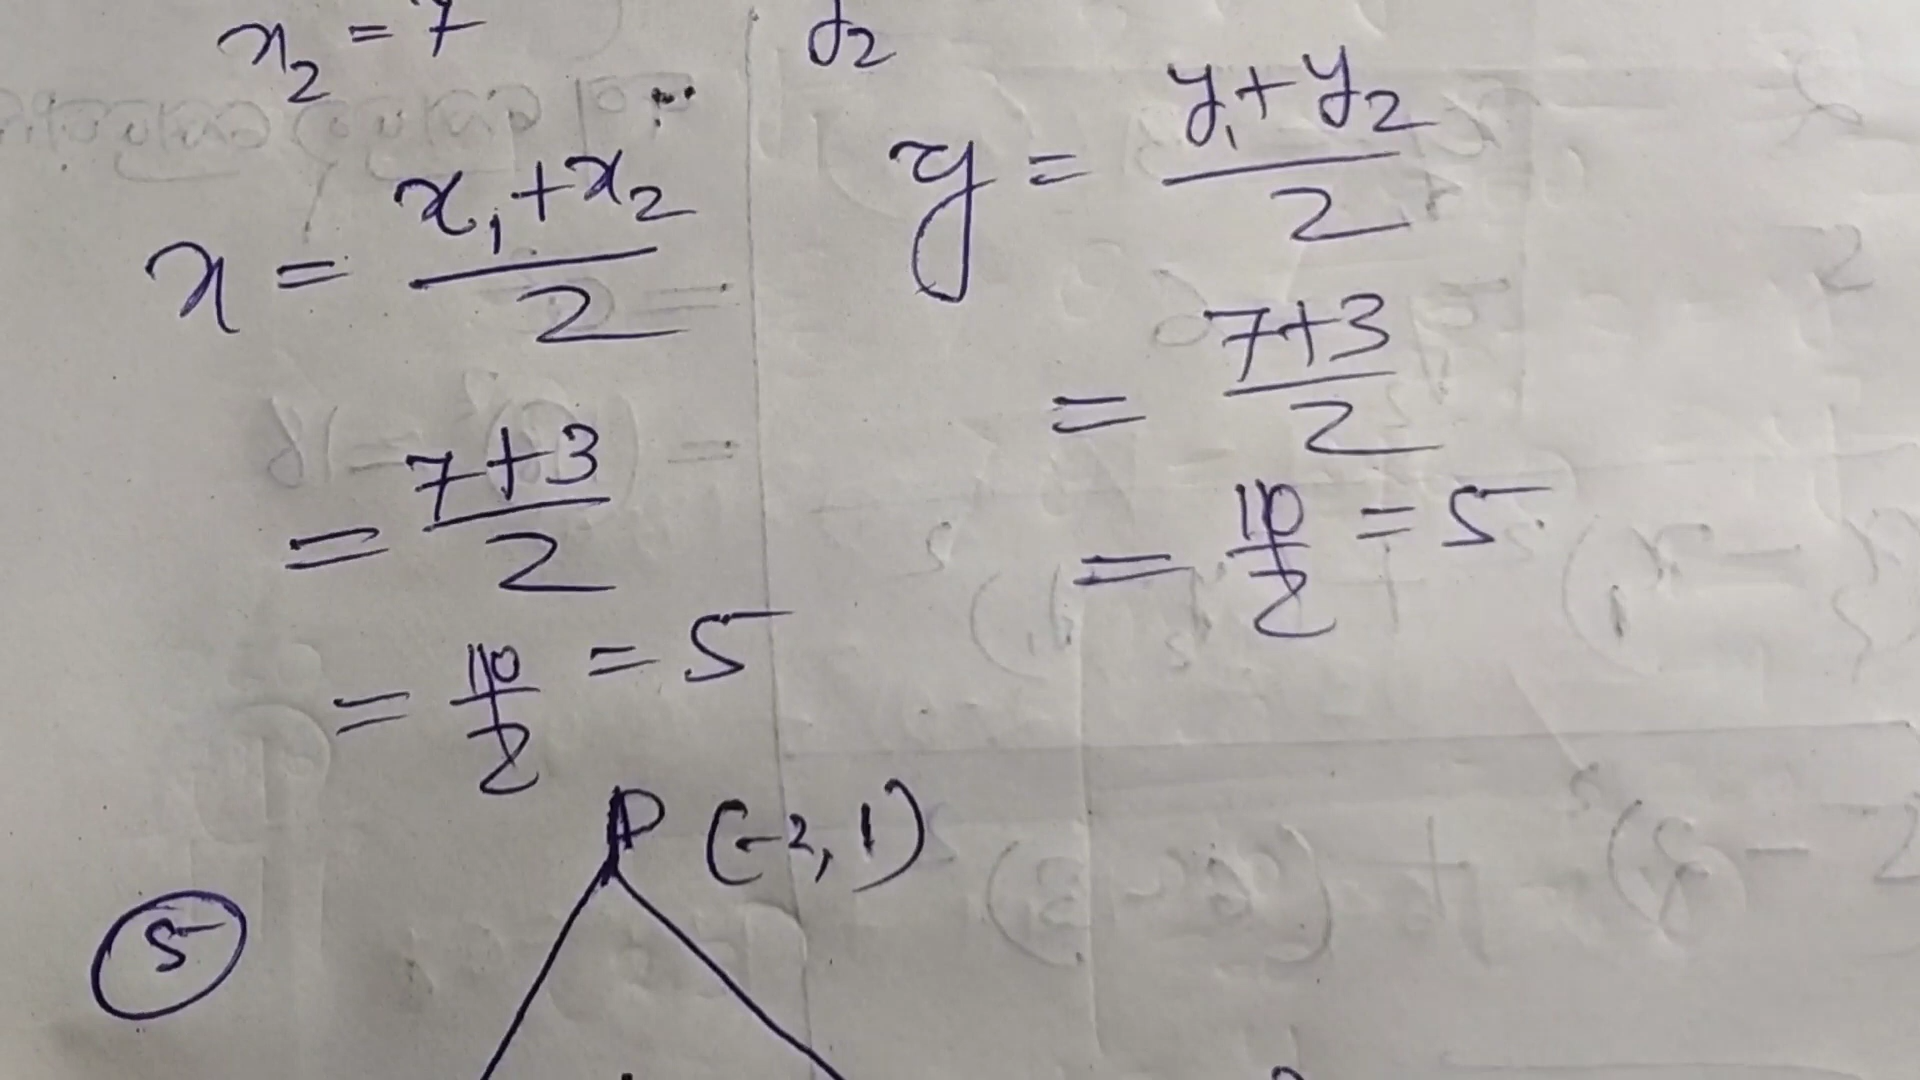 x₂ = 7
y₂
x = (x₁ + x₂)/2
= (7+3)/2
= 10/2 = 5
y = (y₁ + y₂)/2
= (7+3)/2
= 10/2 = 5
⑤
P (-2, 1)